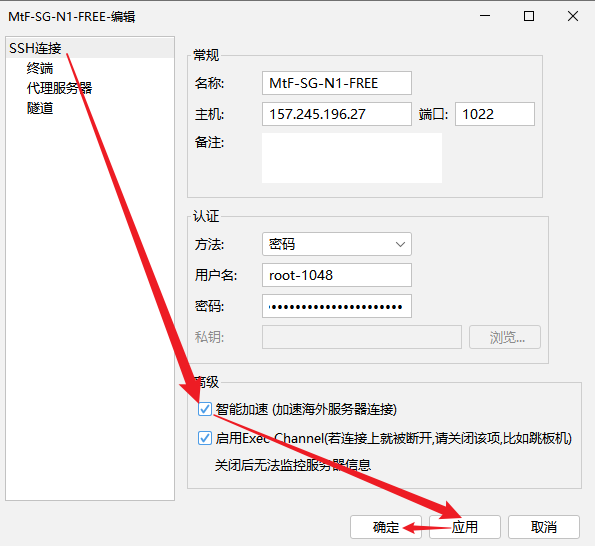 MtF-SG-N1-FREE-编辑
SSH连接
终端
代理服务器
隧道
常规
名称: MtF-SG-N1-FREE
主机: 157.245.196.27 端口: 1022
备注:
认证
方法: 密码
用户名: root-1048
密码: ••••••••••••••••••••••
私钥: 浏览...
高级
智能加速 (加速海外服务器连接)
启用Exec Channel(若连接上就被断开,请关闭该项,比如跳板机)
关闭后无法监控服务器信息
确定 应用 取消